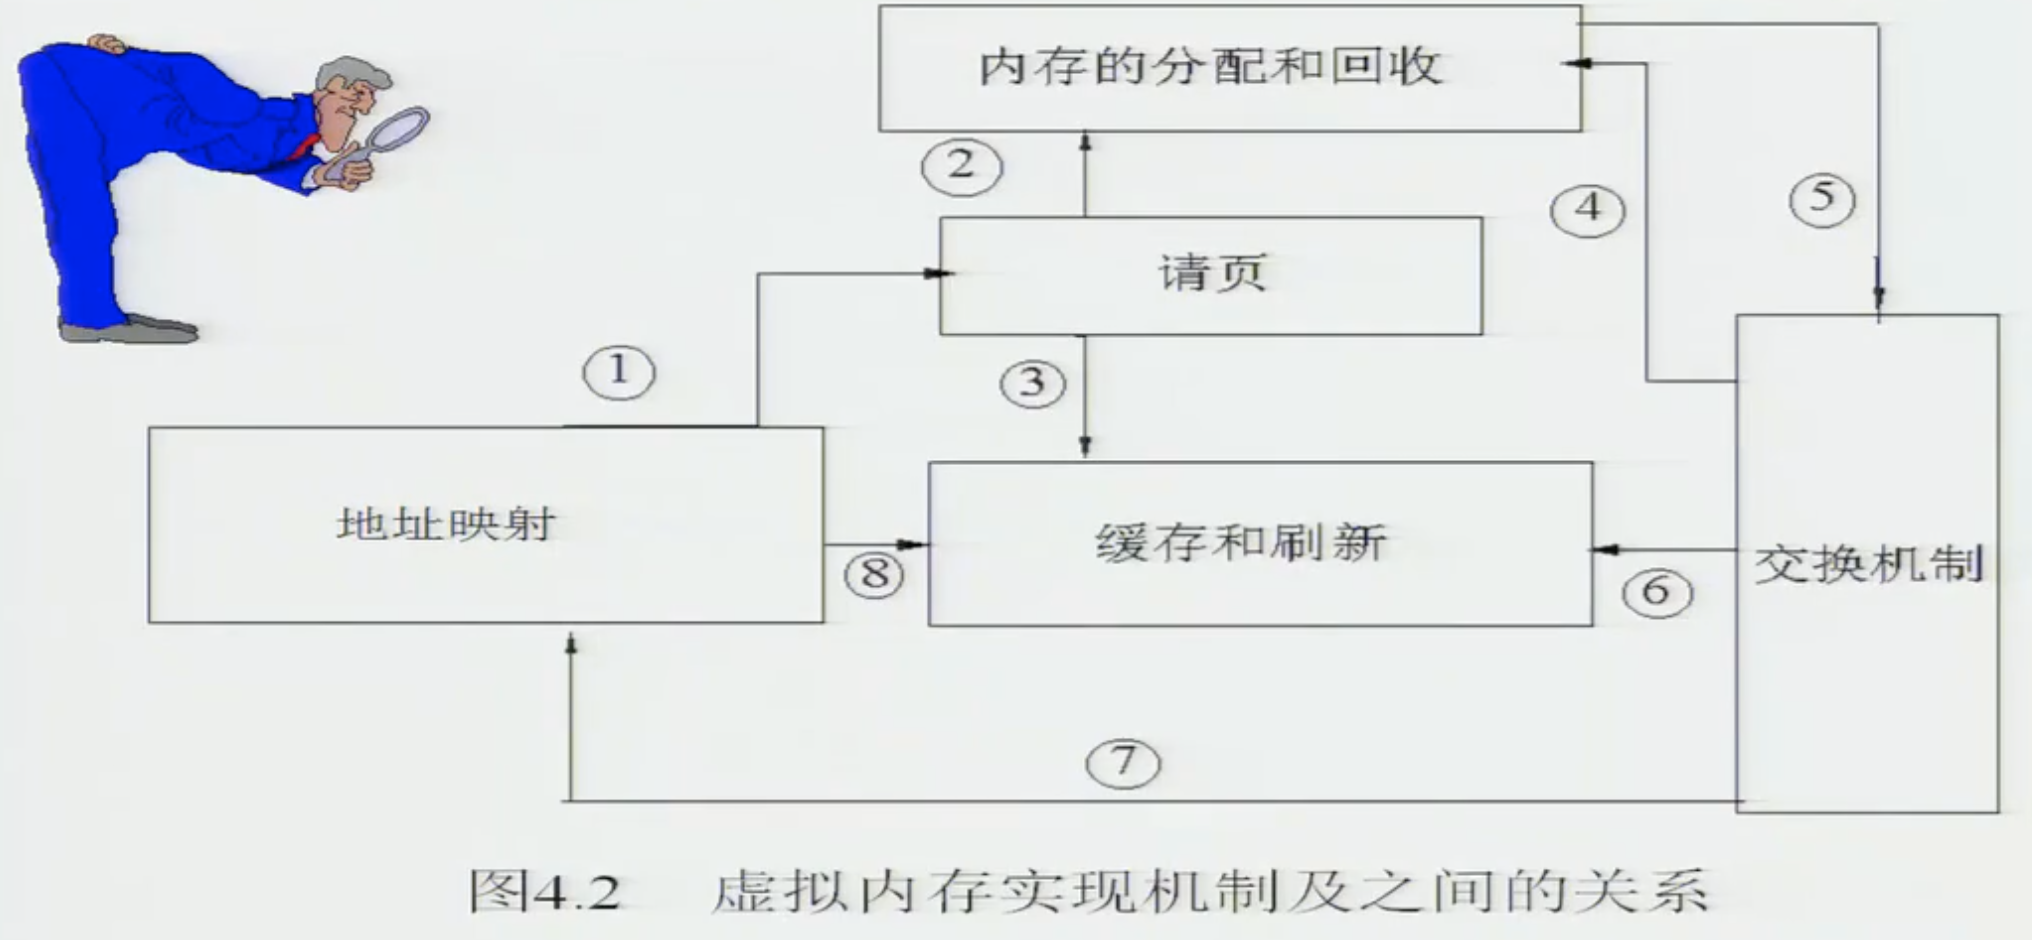 内存的分配和回收
②
④
⑤
请页
①
③
地址映射
缓存和刷新
交换机制
⑧
⑥
⑦
图4.2 虚拟内存实现机制及之间的关系